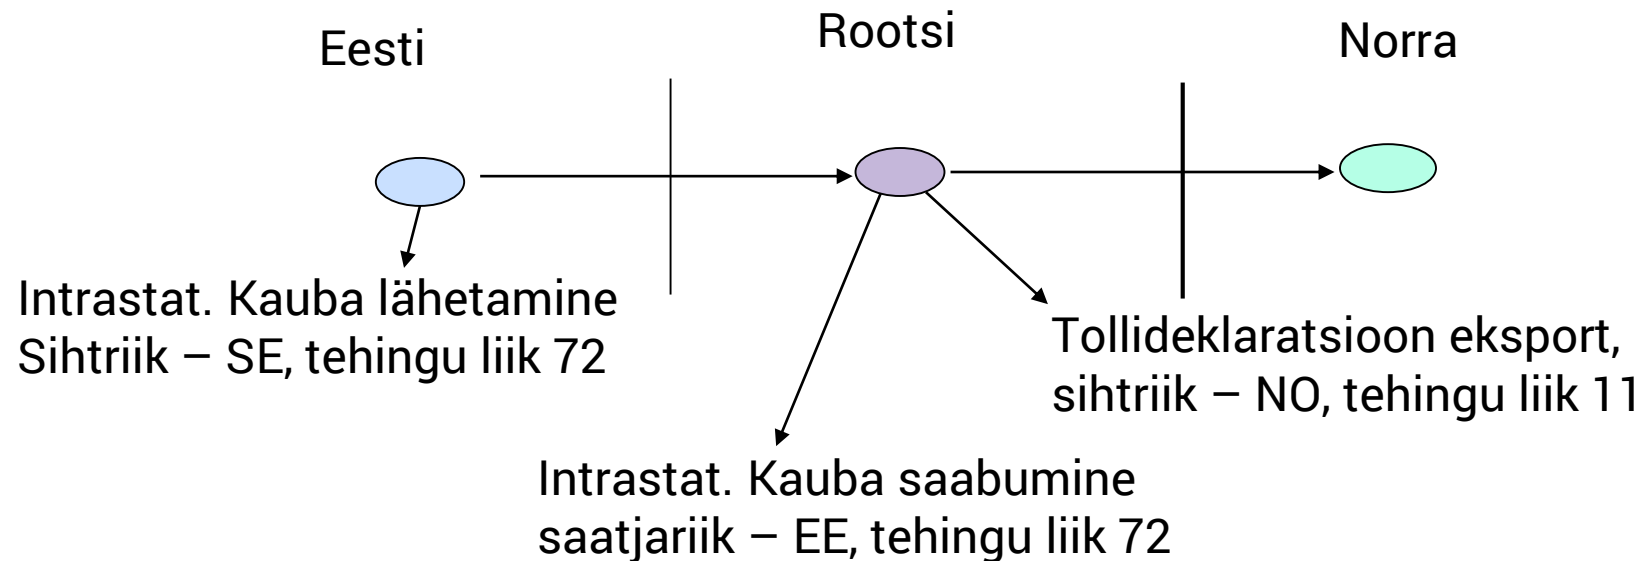 Eesti
Rootsi
Norra
Intrastat. Kauba lähetamine
Sihtriik – SE, tehingu liik 72
Tollideklaratsioon eksport,
sihtriik – NO, tehingu liik 11
Intrastat. Kauba saabumine
saatjariik – EE, tehingu liik 72